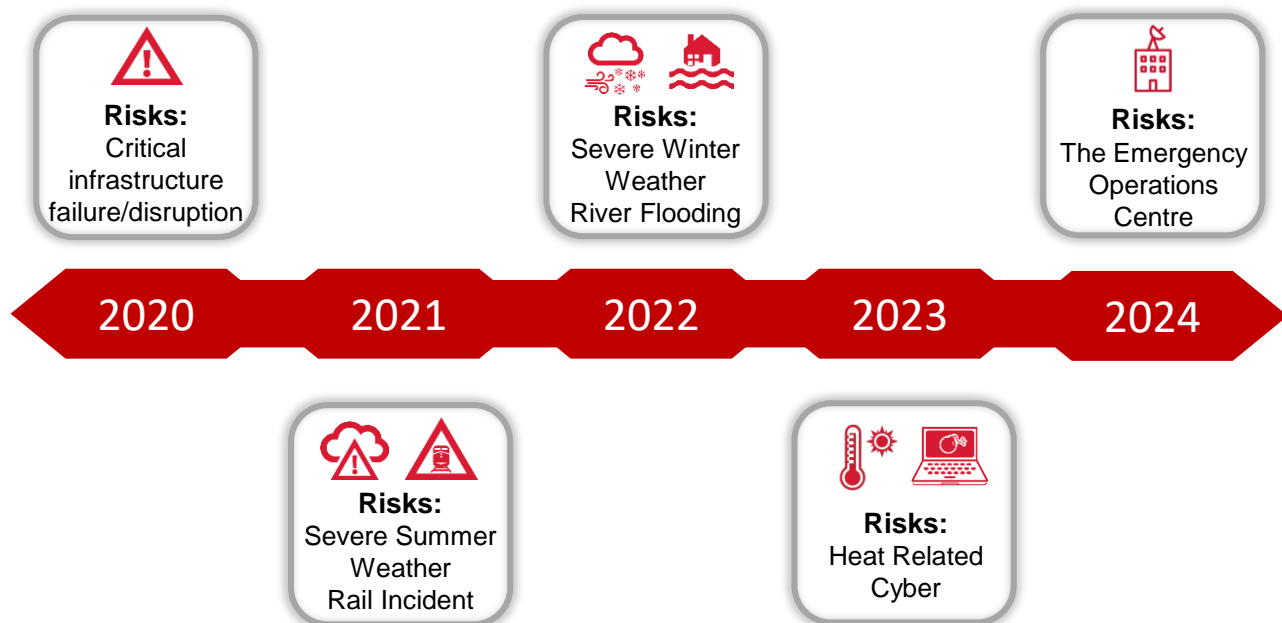 Risks:
Critical
infrastructure
failure/disruption
Risks:
Severe Winter
Weather
River Flooding
Risks:
The Emergency
Operations
Centre
2020
2021
2022
2023
2024
Risks:
Severe Summer
Weather
Rail Incident
Risks:
Heat Related
Cyber